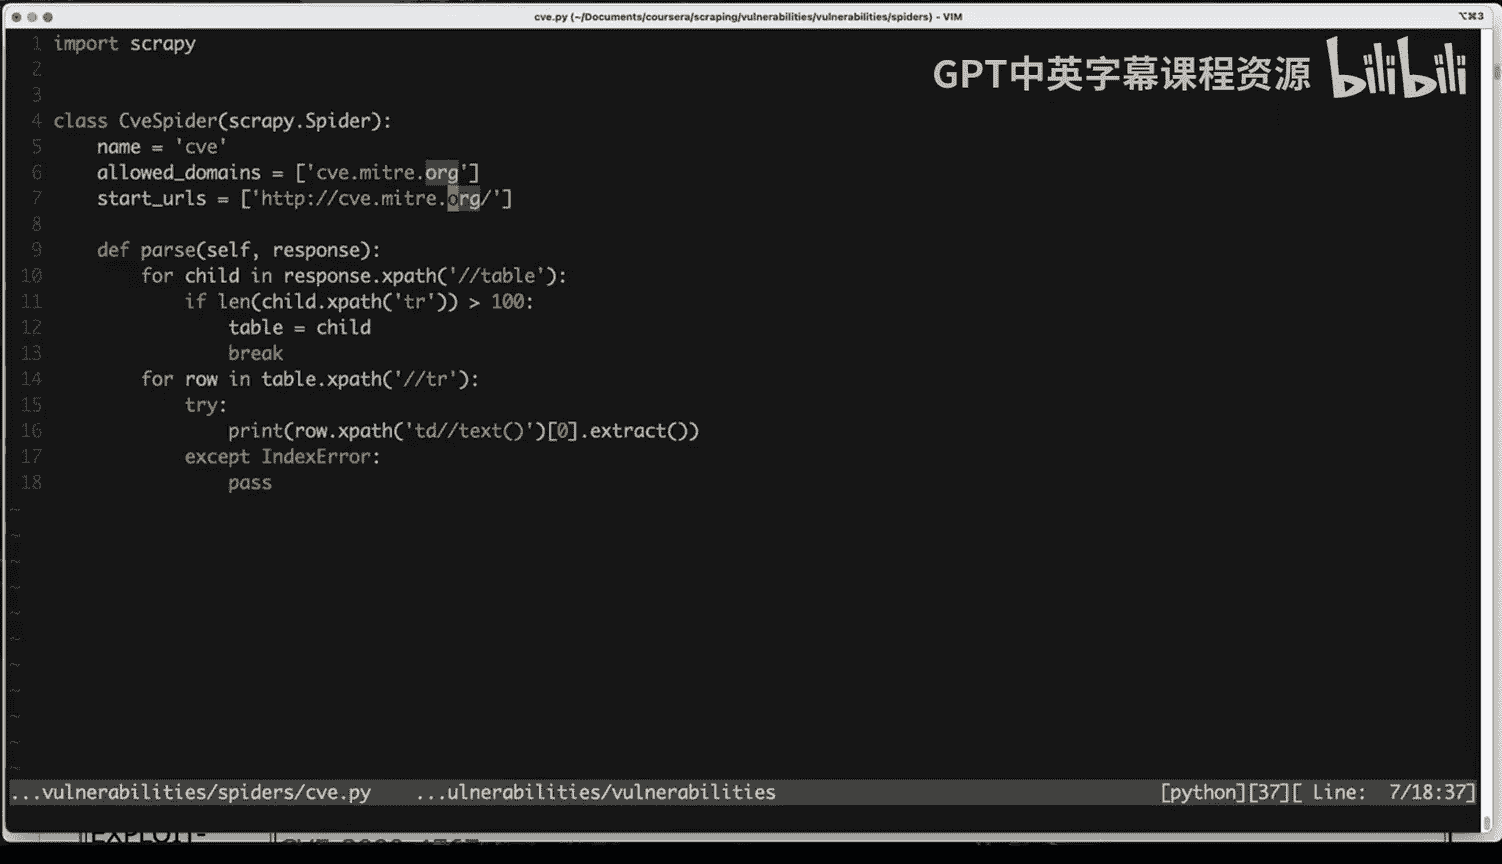 cve.py (~/Documents/coursera/scraping/vulnerabilities/vulnerabilities/spiders) - VIM
⌥⌘3
GPT中英字幕课程资源 bilibili
1 import scrapy
2
3
4 class CveSpider(scrapy.Spider):
5     name = 'cve'
6     allowed_domains = ['cve.mitre.org']
7     start_urls = ['http://cve.mitre.org/']
8
9     def parse(self, response):
10         for child in response.xpath('//table'):
11             if len(child.xpath('tr')) > 100:
12                 table = child
13                 break
14         for row in table.xpath('//tr'):
15             try:
16                 print(row.xpath('td//text()')[0].extract())
17             except IndexError:
18                 pass
~
~
~
~
~
~
~
~
~
~
~
...vulnerabilities/spiders/cve.py    ...ulnerabilities/vulnerabilities    [python][37][ Line:  7/18:37]
EXPLOIT-